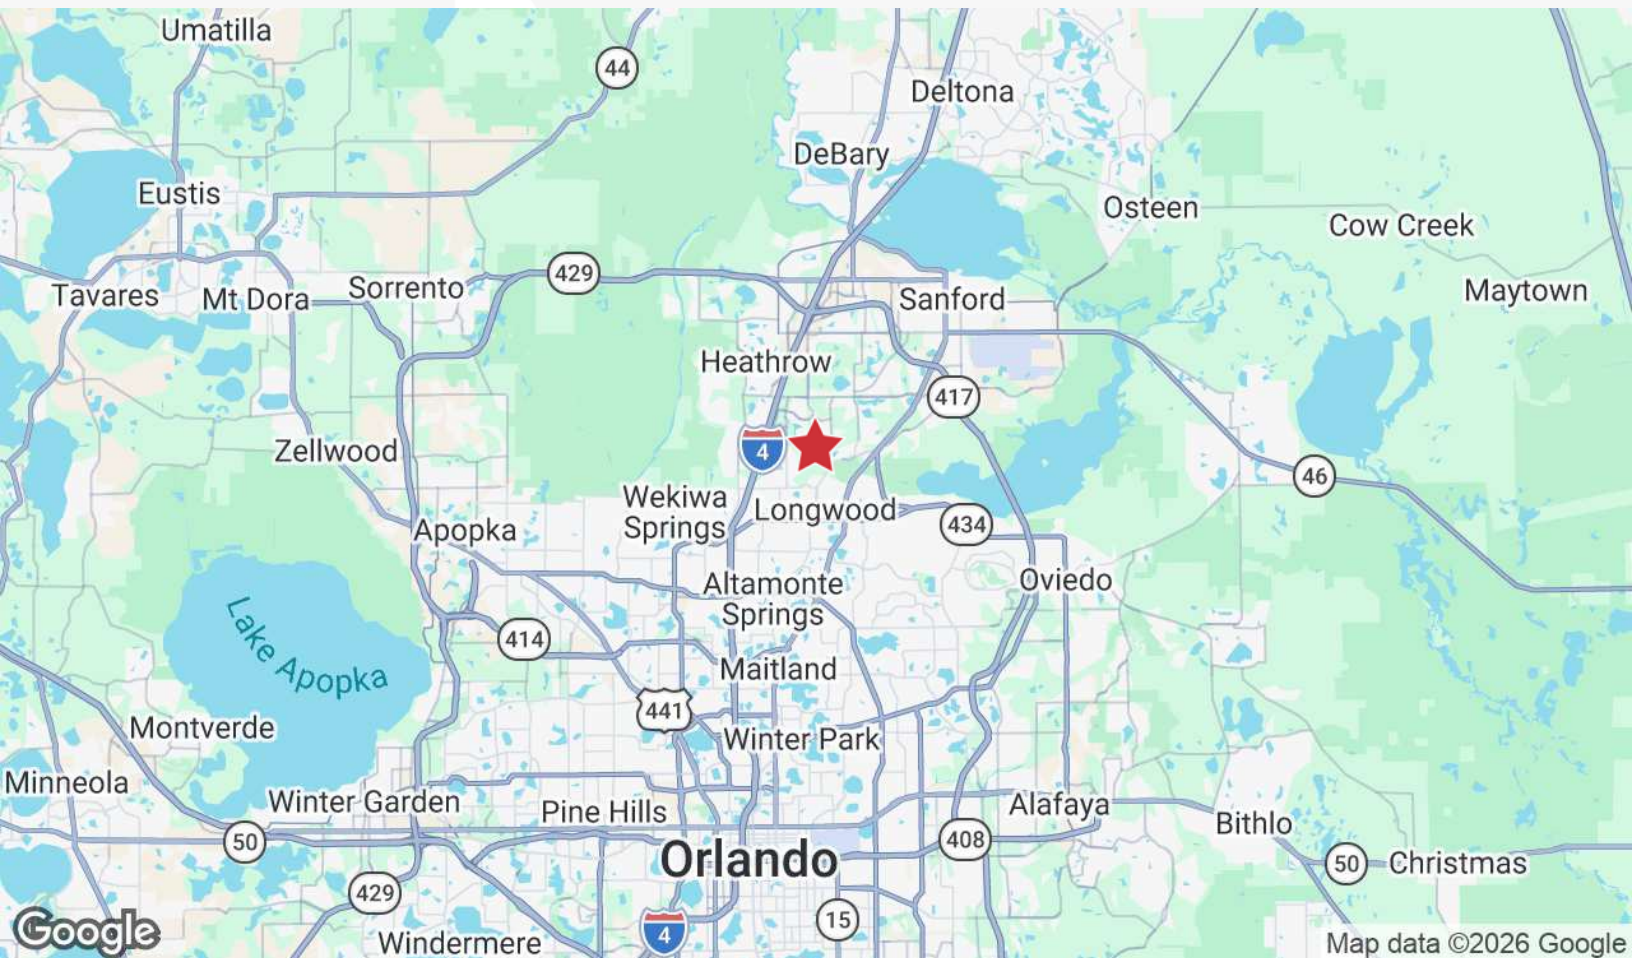 Umatilla
44
Deltona
DeBary
Eustis
Osteen
Cow Creek
429
Tavares
Mt Dora
Sorrento
Sanford
Maytown
Heathrow
417
4
Zellwood
46
Wekiwa
Springs
Longwood
434
Apopka
Altamonte
Springs
Oviedo
Lake Apopka
414
Maitland
441
Montverde
Winter Park
Minneola
Winter Garden
Pine Hills
Alafaya
Bithlo
50
Orlando
408
50
Christmas
429
15
4
Windermere
Google
Map data ©2026 Google